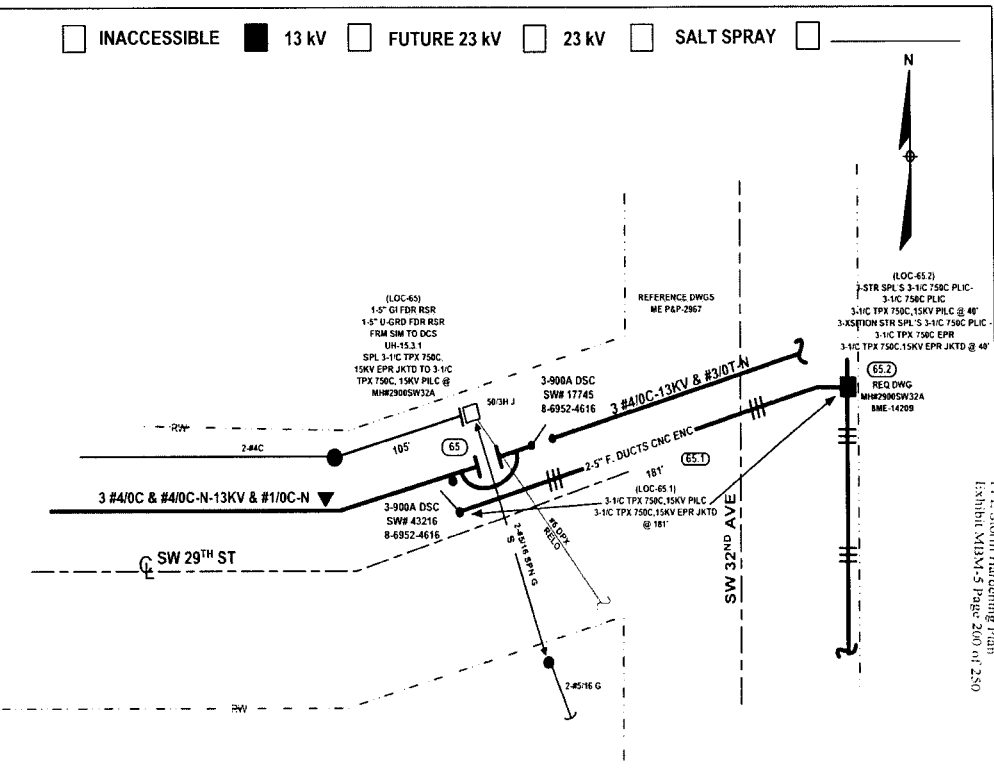 INACCESSIBLE 13 kV FUTURE 23 kV 23 kV SALT SPRAY
N
(LOC-65)
1-5" GI FDR RSR
1-5" U-GRD FDR RSR
FRM SIM TO DCS
UH-15.3.1
SPL 3-1/C TPX 750C,
15KV EPR JKTD TO 3-1/C
TPX 750C, 15KV PILC @
MH#2900SW32A
REFERENCE DWGS
ME P&P-2967
(LOC-65.2)
3-STR SPL'S 3-1/C 750C PLIC-
3-1/C 750C PLIC
3-1/C TPX 750C,15KV PILC @ 40'
3-XSITION STR SPL'S 3-1/C 750C PLIC -
3-1/C TPX 750C EPR
3-1/C TPX 750C,15KV EPR JKTD @ 40'
65.2
REQ DWG
MH#2900SW32A
BME-14209
50/3H J
3-900A DSC
SW# 17745
8-6952-4616
3 #4/0C-13KV & #3/0T-N
RW
2-#4C
105'
65
2-5" F. DUCTS CNC ENC
181'
65.1
(LOC-65.1)
3-1/C TPX 750C,15KV PILC
3-1/C TPX 750C,15KV EPR JKTD
@ 181'
3 #4/0C & #4/0C-N-13KV & #1/0C-N
3-900A DSC
SW# 43216
8-6952-4616
#6 DPX
RELO
2-#5/16 SPN G
S
SW 32ND AVE
CL SW 29TH ST
2-#5/16 G
RW
Storm Hardening Plan
Exhibit MBM-5 Page 200 of 250